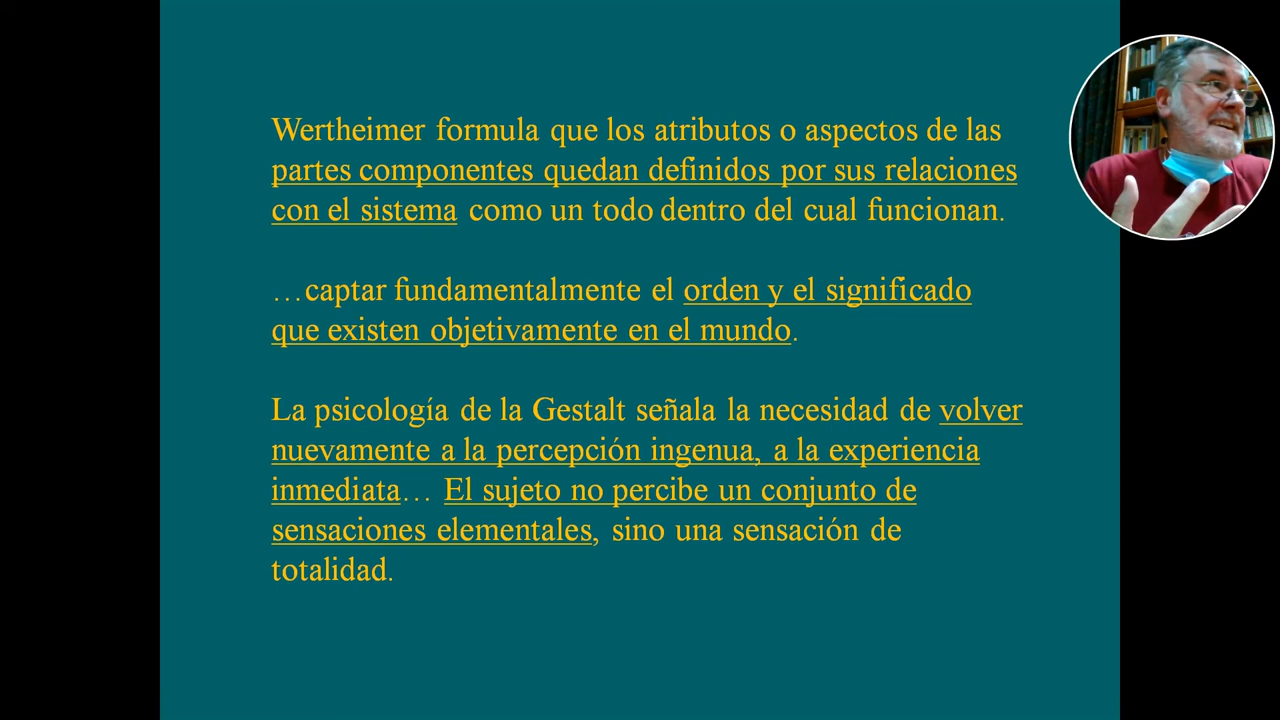 Wertheimer formula que los atributos o aspectos de las
partes componentes quedan definidos por sus relaciones
con el sistema como un todo dentro del cual funcionan.
…captar fundamentalmente el orden y el significado
que existen objetivamente en el mundo.
La psicología de la Gestalt señala la necesidad de volver
nuevamente a la percepción ingenua, a la experiencia
inmediata… El sujeto no percibe un conjunto de
sensaciones elementales, sino una sensación de
totalidad.